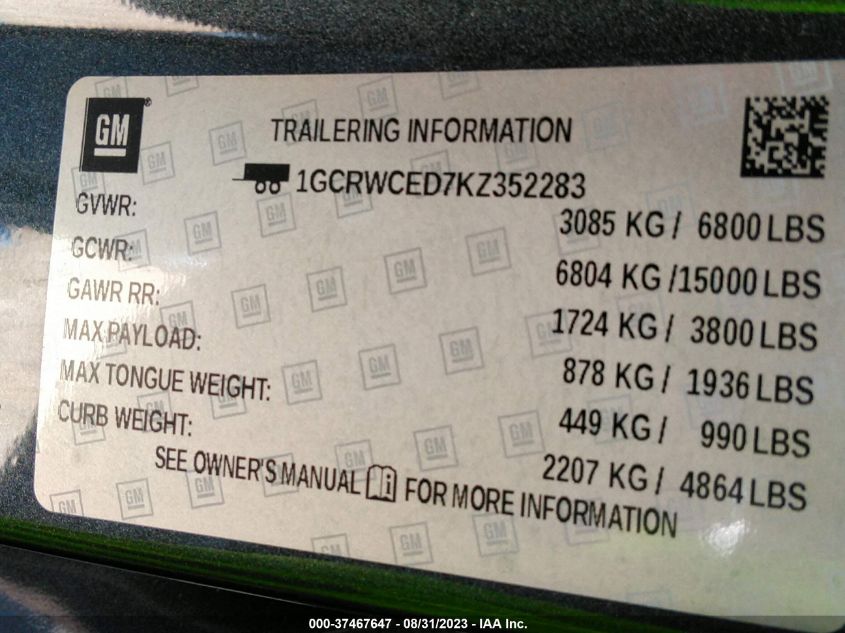 GM
TRAILERING INFORMATION
1GCRWCED7KZ352283
GVWR: 3085 KG / 6800 LBS
GCWR: 6804 KG /15000 LBS
GAWR RR: 1724 KG / 3800 LBS
MAX PAYLOAD: 878 KG / 1936 LBS
MAX TONGUE WEIGHT: 449 KG / 990 LBS
CURB WEIGHT: 2207 KG / 4864 LBS
SEE OWNER'S MANUAL FOR MORE INFORMATION
000-37467647 / 08/31/2023 - IAA Inc.